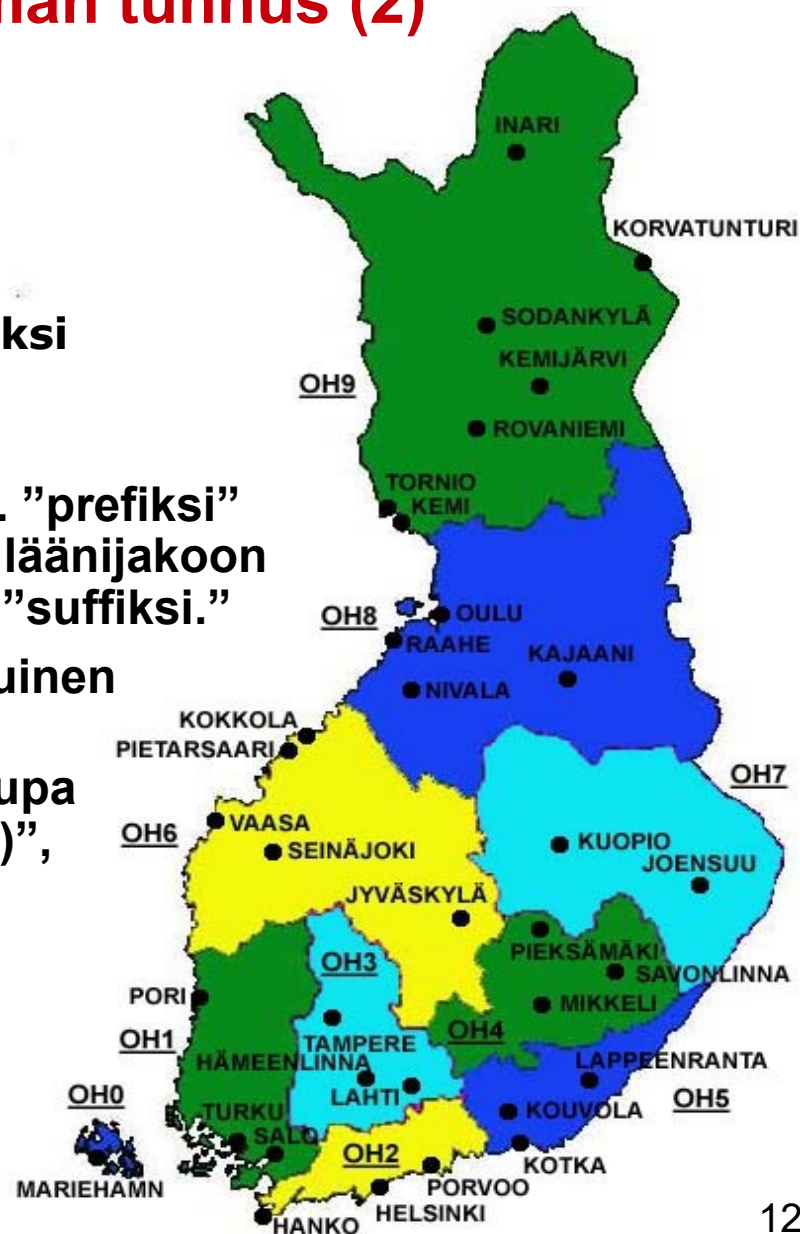 nan tunnus (2)
INARI
KORVATUNTURI
ksi
SODANKYLÄ
KEMIJÄRVI
OH9
ROVANIEMI
TORNIO
KEMI
. ”prefiksi”
läänijakoon
”suffiksi.”
OH8
OULU
RAAHE
KAJAANI
NIVALA
uinen
KOKKOLA
PIETARSAARI
OH7
upa
)”,
OH6
VAASA
SEINÄJOKI
KUOPIO
JOENSUU
JYVÄSKYLÄ
PIEKSÄMÄKI
SAVONLINNA
OH3
PORI
MIKKELI
OH1
TAMPERE
OH4
HÄMEENLINNA
LAPPEENRANTA
LAHTI
OH0
OH5
TURKU
KOUVOLA
SALO
OH2
KOTKA
MARIEHAMN
PORVOO
HELSINKI
HANKO
12